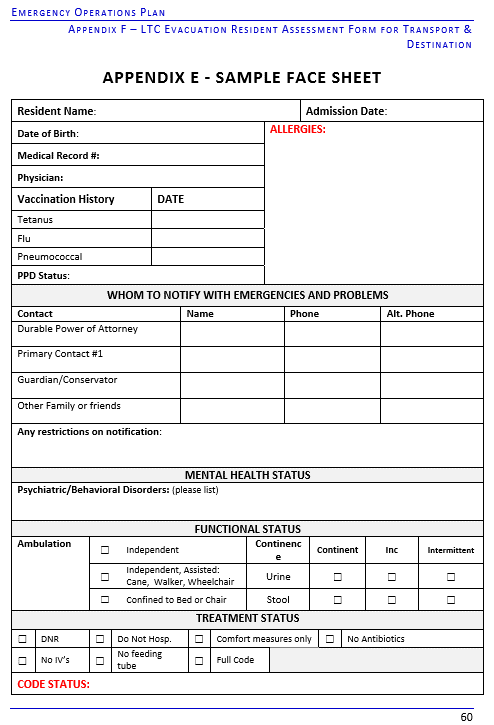 Emergency Operations Plan
Appendix F – LTC Evacuation Resident Assessment Form for Transport &
Destination
APPENDIX E - SAMPLE FACE SHEET
Resident Name: Admission Date:
Date of Birth: ALLERGIES:
Medical Record #:
Physician:
Vaccination History DATE
Tetanus
Flu
Pneumococcal
PPD Status:
WHOM TO NOTIFY WITH EMERGENCIES AND PROBLEMS
Contact Name Phone Alt. Phone
Durable Power of Attorney
Primary Contact #1
Guardian/Conservator
Other Family or friends
Any restrictions on notification:
MENTAL HEALTH STATUS
Psychiatric/Behavioral Disorders: (please list)
FUNCTIONAL STATUS
Ambulation ☐ Independent Continenc
e Continent Inc Intermittent
☐ Independent, Assisted:
Cane, Walker, Wheelchair Urine ☐ ☐ ☐
☐ Confined to Bed or Chair Stool ☐ ☐ ☐
TREATMENT STATUS
☐ DNR ☐ Do Not Hosp. ☐ Comfort measures only ☐ No Antibiotics
☐ No IV's ☐ No feeding
tube ☐ Full Code
CODE STATUS:
60